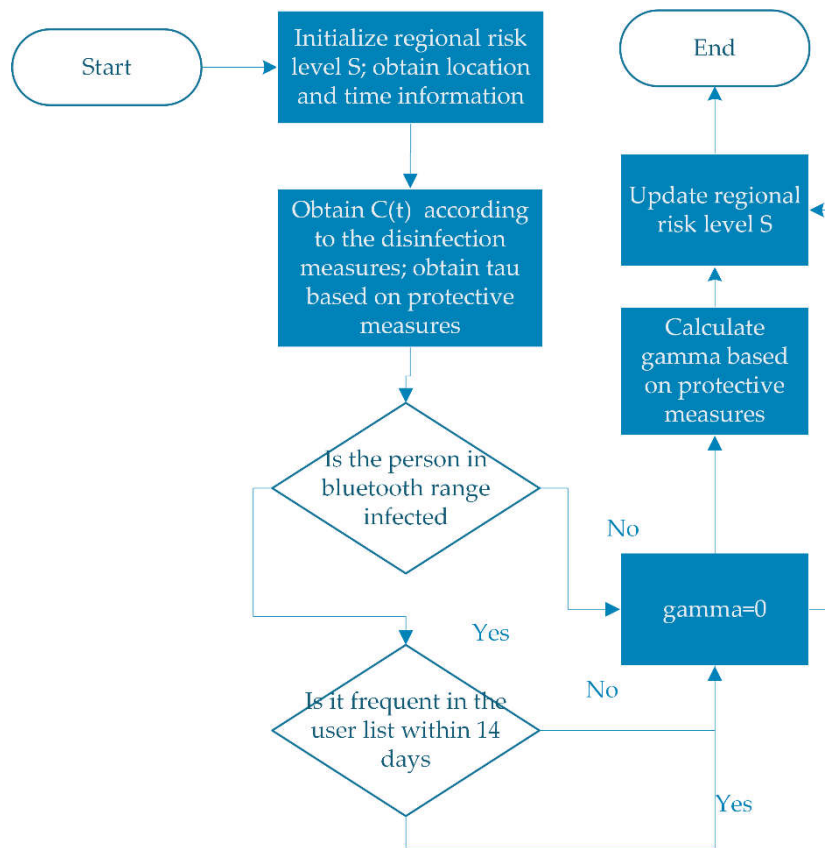 Start
Initialize regional risk
level S; obtain location
and time information
End
Obtain C(t) according
to the disinfection
measures; obtain tau
based on protective
measures
Update regional
risk level S
Calculate
gamma based
on protective
measures
Is the person in
bluetooth range
infected
No
gamma=0
Yes
Is it frequent in the
user list within 14
days
No
Yes